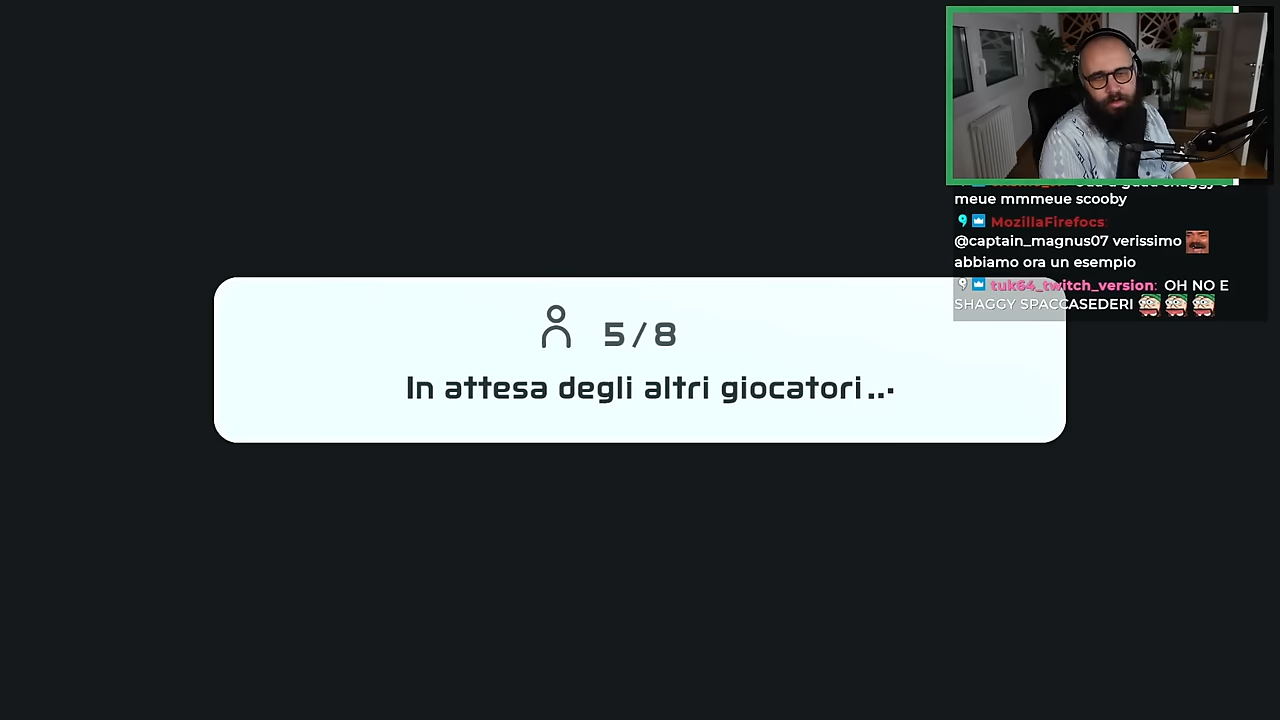 meue mmmeue scooby
MozillaFirefocs:
@captain_magnus07 verissimo
abbiamo ora un esempio
tuk64_twitch_version: OH NO E
SHAGGY SPACCASEDERI
5/8
In attesa degli altri giocatori...